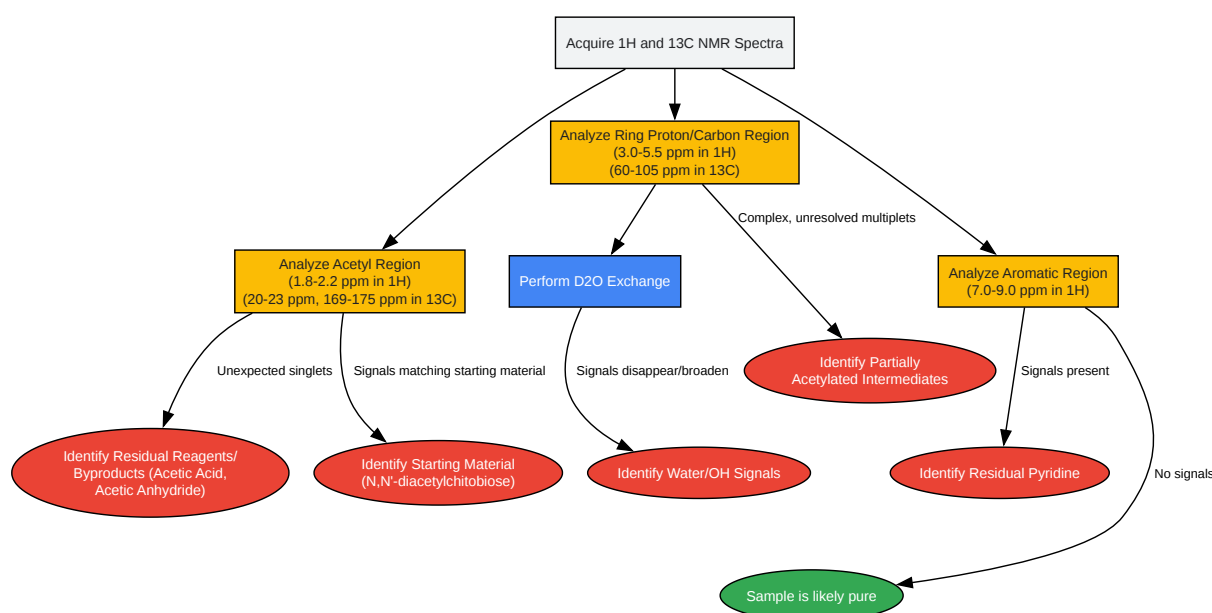 Acquire 1H and 13C NMR Spectra
Analyze Ring Proton/Carbon Region
(3.0-5.5 ppm in 1H)
(60-105 ppm in 13C)
Complex, unresolved multiplets
Analyze Acetyl Region
(1.8-2.2 ppm in 1H)
(20-23 ppm, 169-175 ppm in 13C)
Perform D2O Exchange
Analyze Aromatic Region
(7.0-9.0 ppm in 1H)
Unexpected singlets
Signals matching starting material
Signals disappear/broaden
Identify Partially
Acetylated Intermediates
Signals present
Identify Residual Reagents/
Byproducts (Acetic Acid,
Acetic Anhydride)
Identify Starting Material
(N,N'-diacetylchitobiose)
Identify Water/OH Signals
Identify Residual Pyridine
No signals
Sample is likely pure